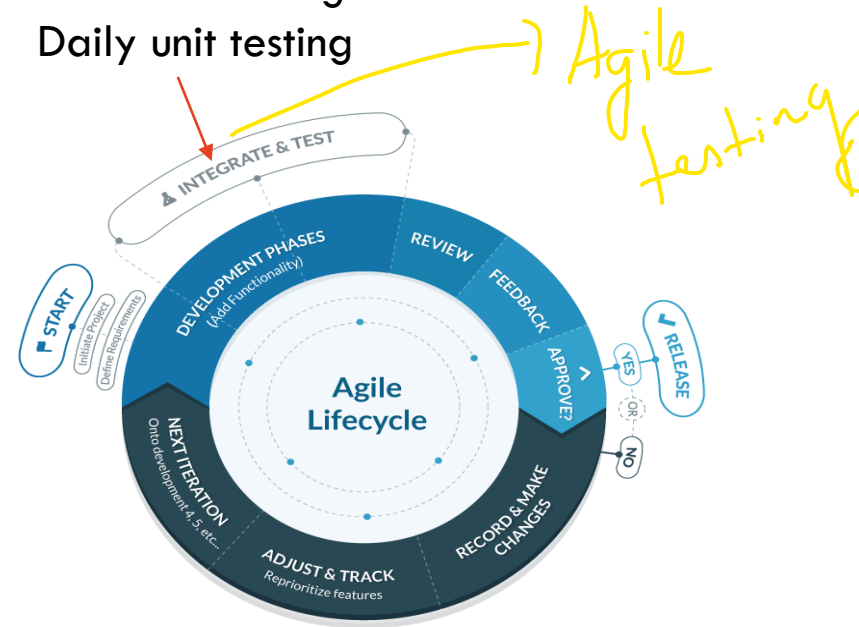 Daily unit testing
Agile
testing
INTEGRATE & TEST
DEVELOPMENT PHASES
(Add Functionality)
REVIEW
FEEDBACK
APPROVE?
START
Initiate Project
Define Requirements
YES
OR
NO
RELEASE
Agile
Lifecycle
NEXT ITERATION
Onto development 4, 5, etc...
ADJUST & TRACK
Reprioritize features
RECORD & MAKE
CHANGES